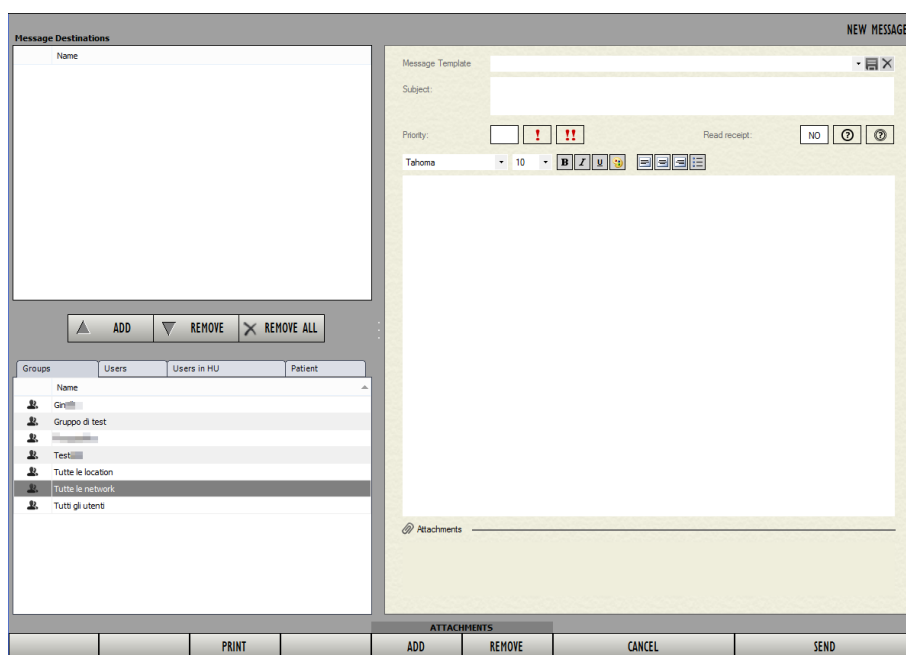 NEW MESSAGE
Message Destinations
Name
ADD
REMOVE
REMOVE ALL
Groups
Users
Users in HU
Patient
Name
Gruppo di test
Test
Tutte le location
Tutte le network
Tutti gli utenti
Message Template
Subject:
Priority:
! !!
Read receipt:
NO
Tahoma
10
B I U
Attachments
ATTACHMENTS
PRINT
ADD
REMOVE
CANCEL
SEND